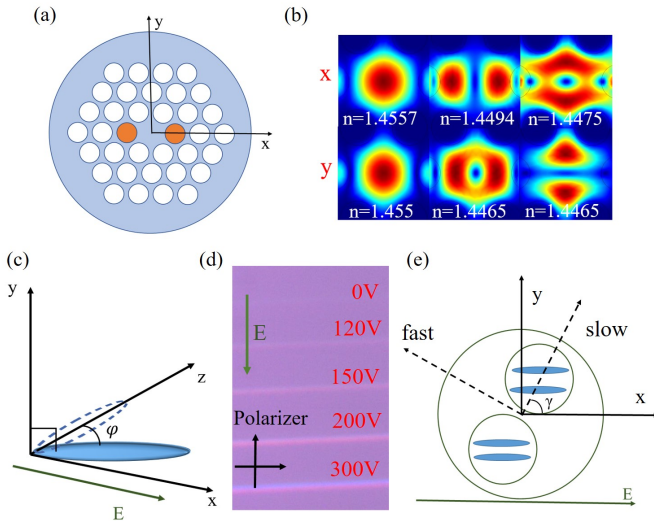 (a)
y
x
(b)
x
n=1.4557 n=1.4494 n=1.4475
y
n=1.455 n=1.4465 n=1.4465
(c)
y
z
φ
x
E
(d)
0V
E
120V
150V
200V
Polarizer
300V
(e)
y
fast
slow
γ
x
E